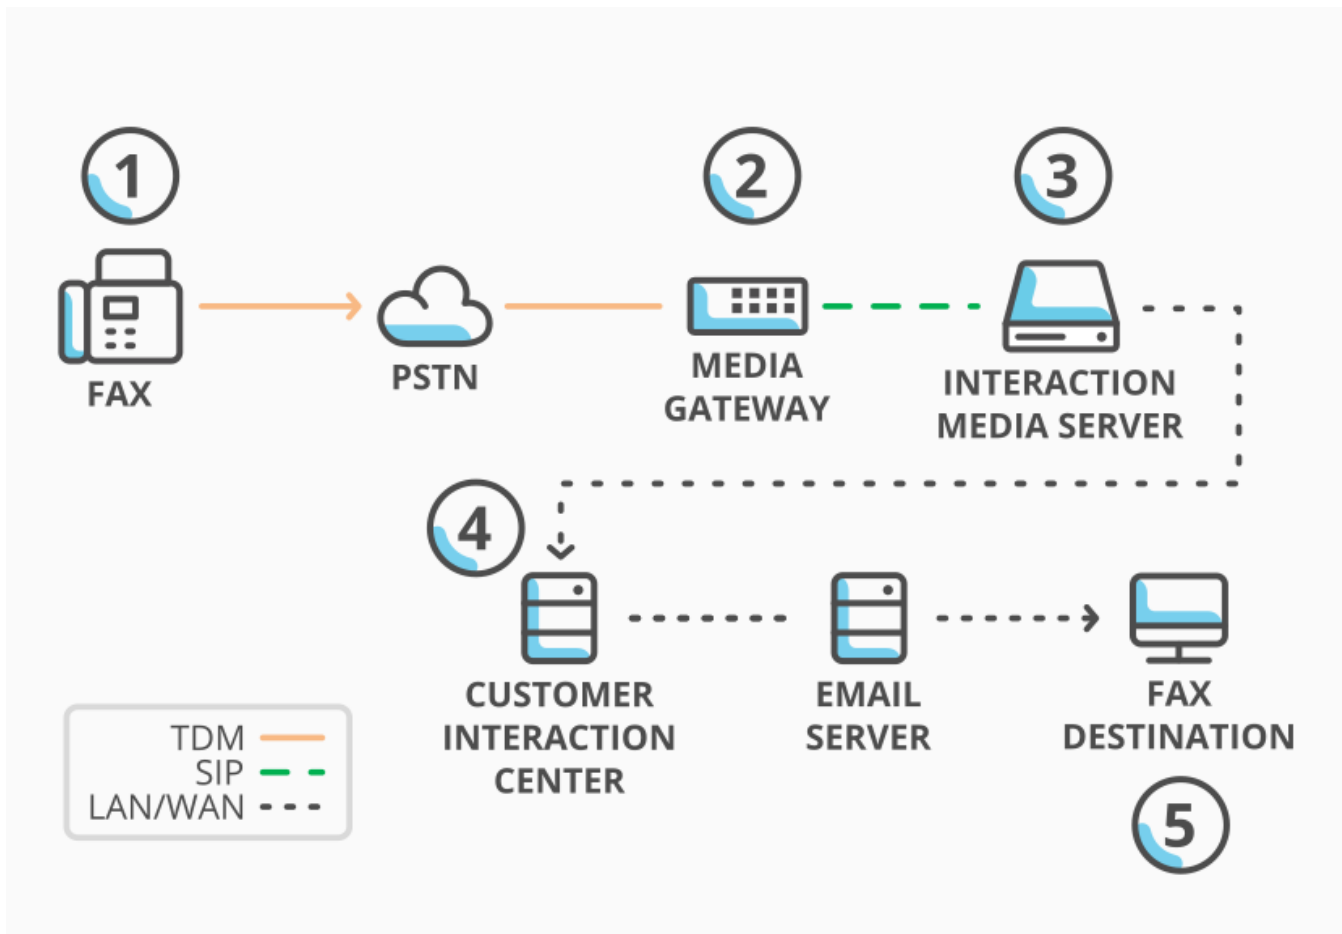 1
2
3
FAX
PSTN
MEDIA
GATEWAY
INTERACTION
MEDIA SERVER
4
CUSTOMER
INTERACTION
CENTER
EMAIL
SERVER
FAX
DESTINATION
5
TDM
SIP
LAN/WAN